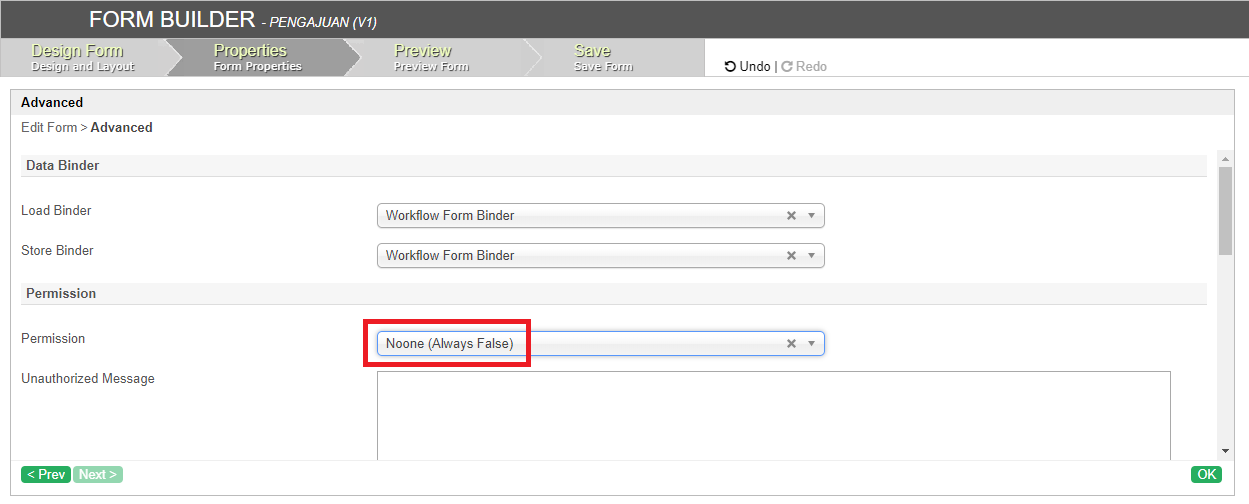 FORM BUILDER - PENGAJUAN (V1)
Design Form
Design and Layout
Properties
Form Properties
Preview
Preview Form
Save
Save Form
Undo | Redo
Advanced
Edit Form > Advanced
Data Binder
Load Binder
Workflow Form Binder
Store Binder
Workflow Form Binder
Permission
Permission
Noone (Always False)
Unauthorized Message
< Prev
Next >
OK